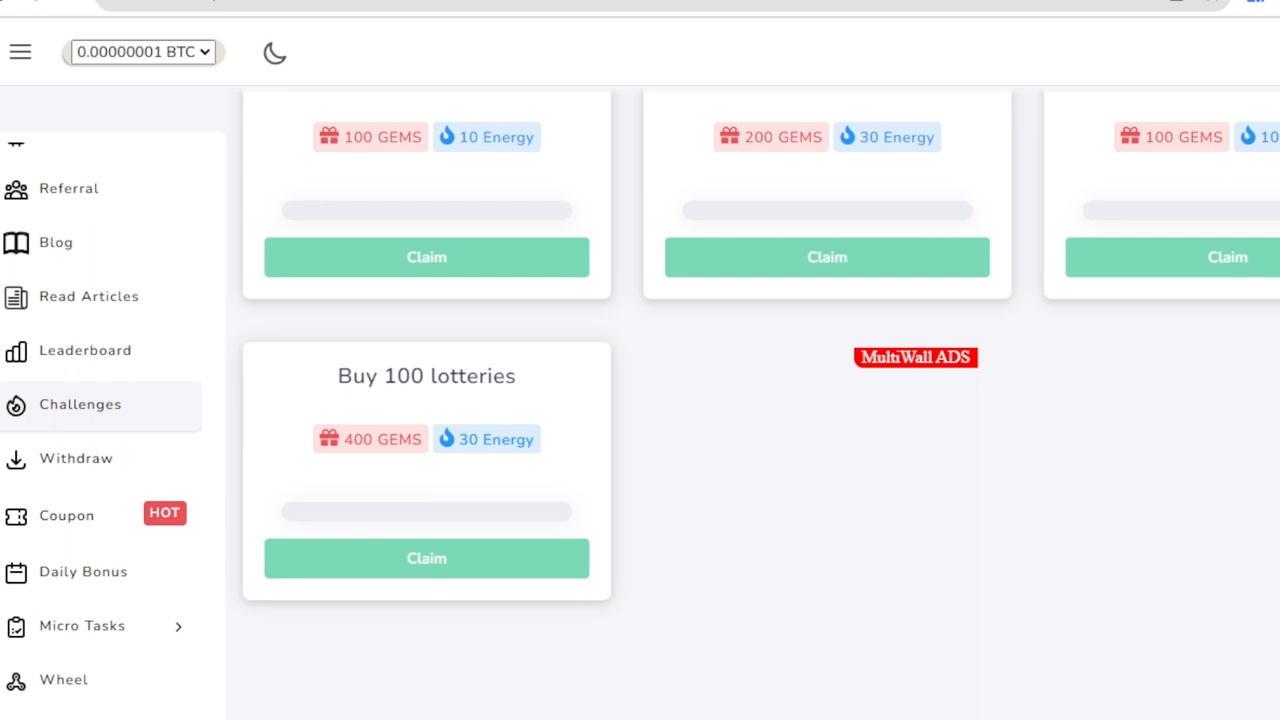 0.00000001 BTC
100 GEMS 10 Energy
200 GEMS 30 Energy
100 GEMS 10
Claim
Claim
Claim
Referral
Blog
Read Articles
Leaderboard
Challenges
Withdraw
Coupon HOT
Daily Bonus
Micro Tasks
Wheel
Buy 100 lotteries
400 GEMS 30 Energy
Claim
MultiWall ADS